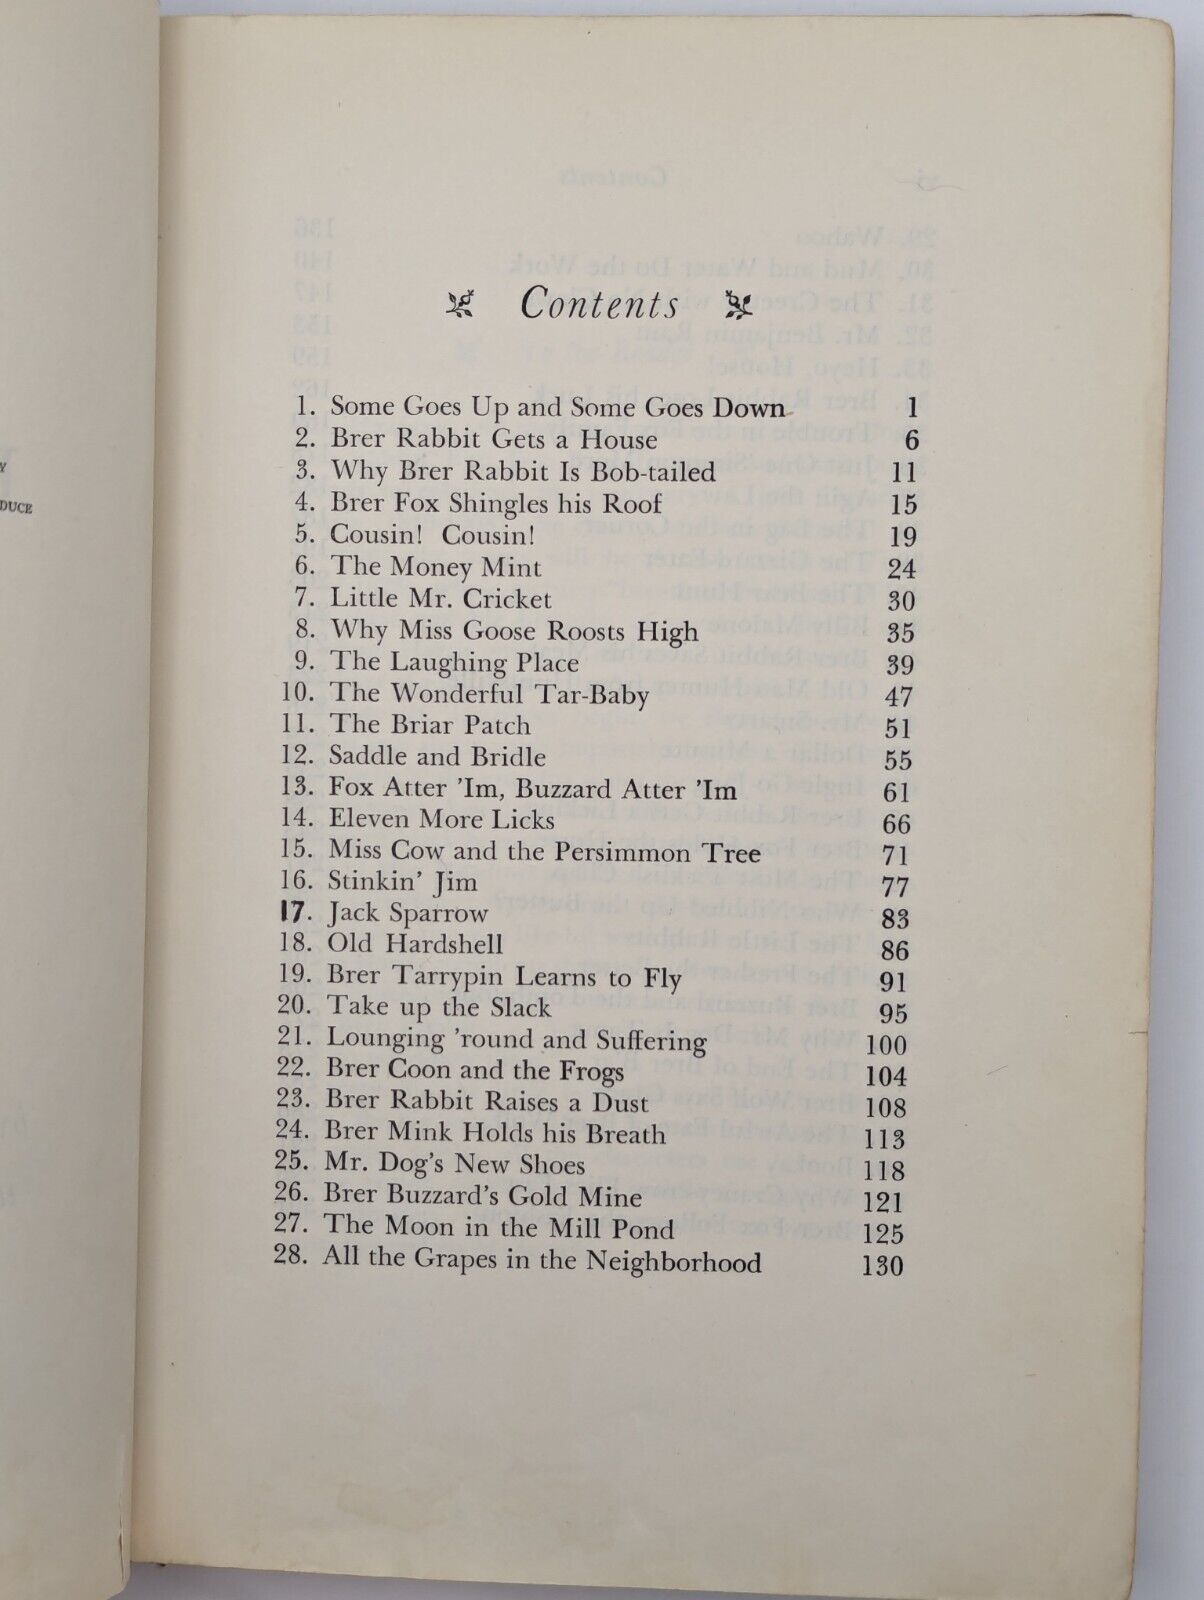 Y
DUCE
Contents
1. Some Goes Up and Some Goes Down 1
2. Brer Rabbit Gets a House 6
3. Why Brer Rabbit Is Bob-tailed 11
4. Brer Fox Shingles his Roof 15
5. Cousin! Cousin! 19
6. The Money Mint 24
7. Little Mr. Cricket 30
8. Why Miss Goose Roosts High 35
9. The Laughing Place 39
10. The Wonderful Tar-Baby 47
11. The Briar Patch 51
12. Saddle and Bridle 55
13. Fox Atter 'Im, Buzzard Atter 'Im 61
14. Eleven More Licks 66
15. Miss Cow and the Persimmon Tree 71
16. Stinkin' Jim 77
17. Jack Sparrow 83
18. Old Hardshell 86
19. Brer Tarrypin Learns to Fly 91
20. Take up the Slack 95
21. Lounging 'round and Suffering 100
22. Brer Coon and the Frogs 104
23. Brer Rabbit Raises a Dust 108
24. Brer Mink Holds his Breath 113
25. Mr. Dog's New Shoes 118
26. Brer Buzzard's Gold Mine 121
27. The Moon in the Mill Pond 125
28. All the Grapes in the Neighborhood 130